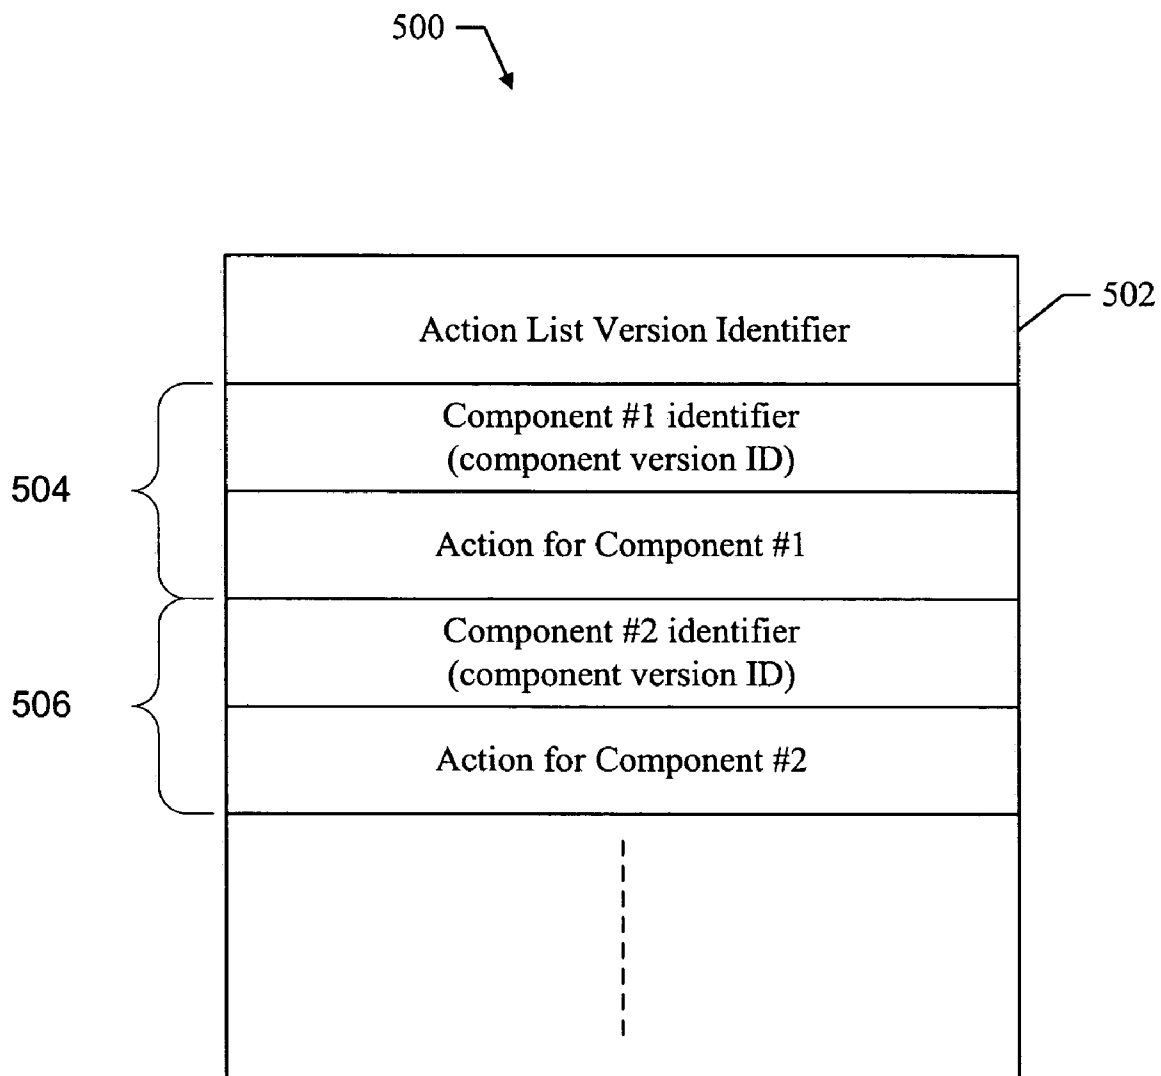 500
502
Action List Version Identifier
504
Component #1 identifier
(component version ID)
Action for Component #1
506
Component #2 identifier
(component version ID)
Action for Component #2